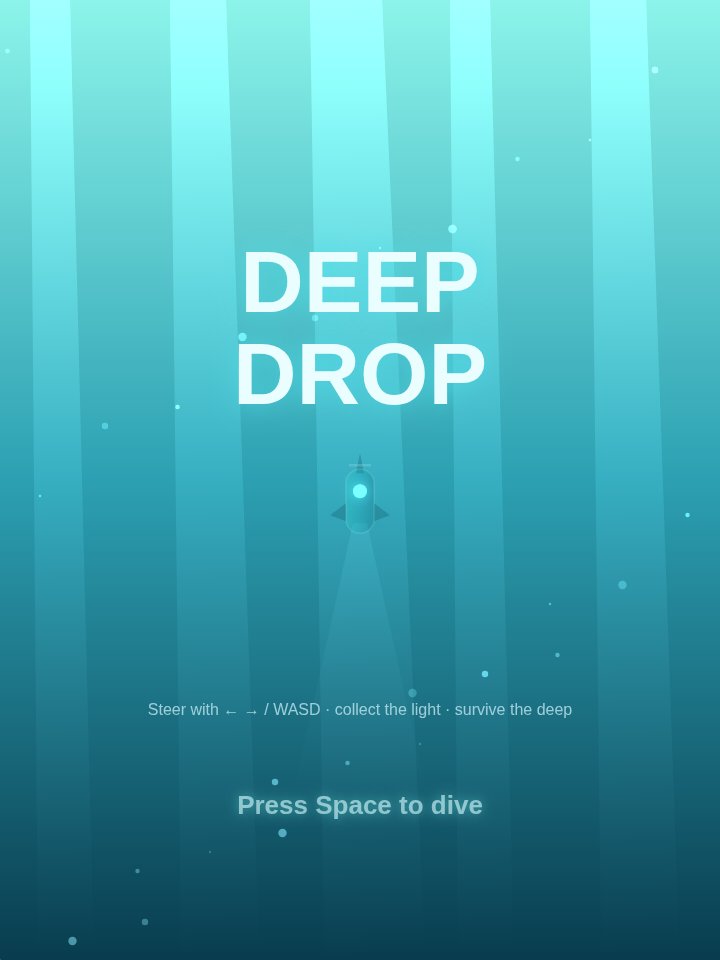 DEEP
DROP
Steer with ← → / WASD · collect the light · survive the deep
Press Space to dive